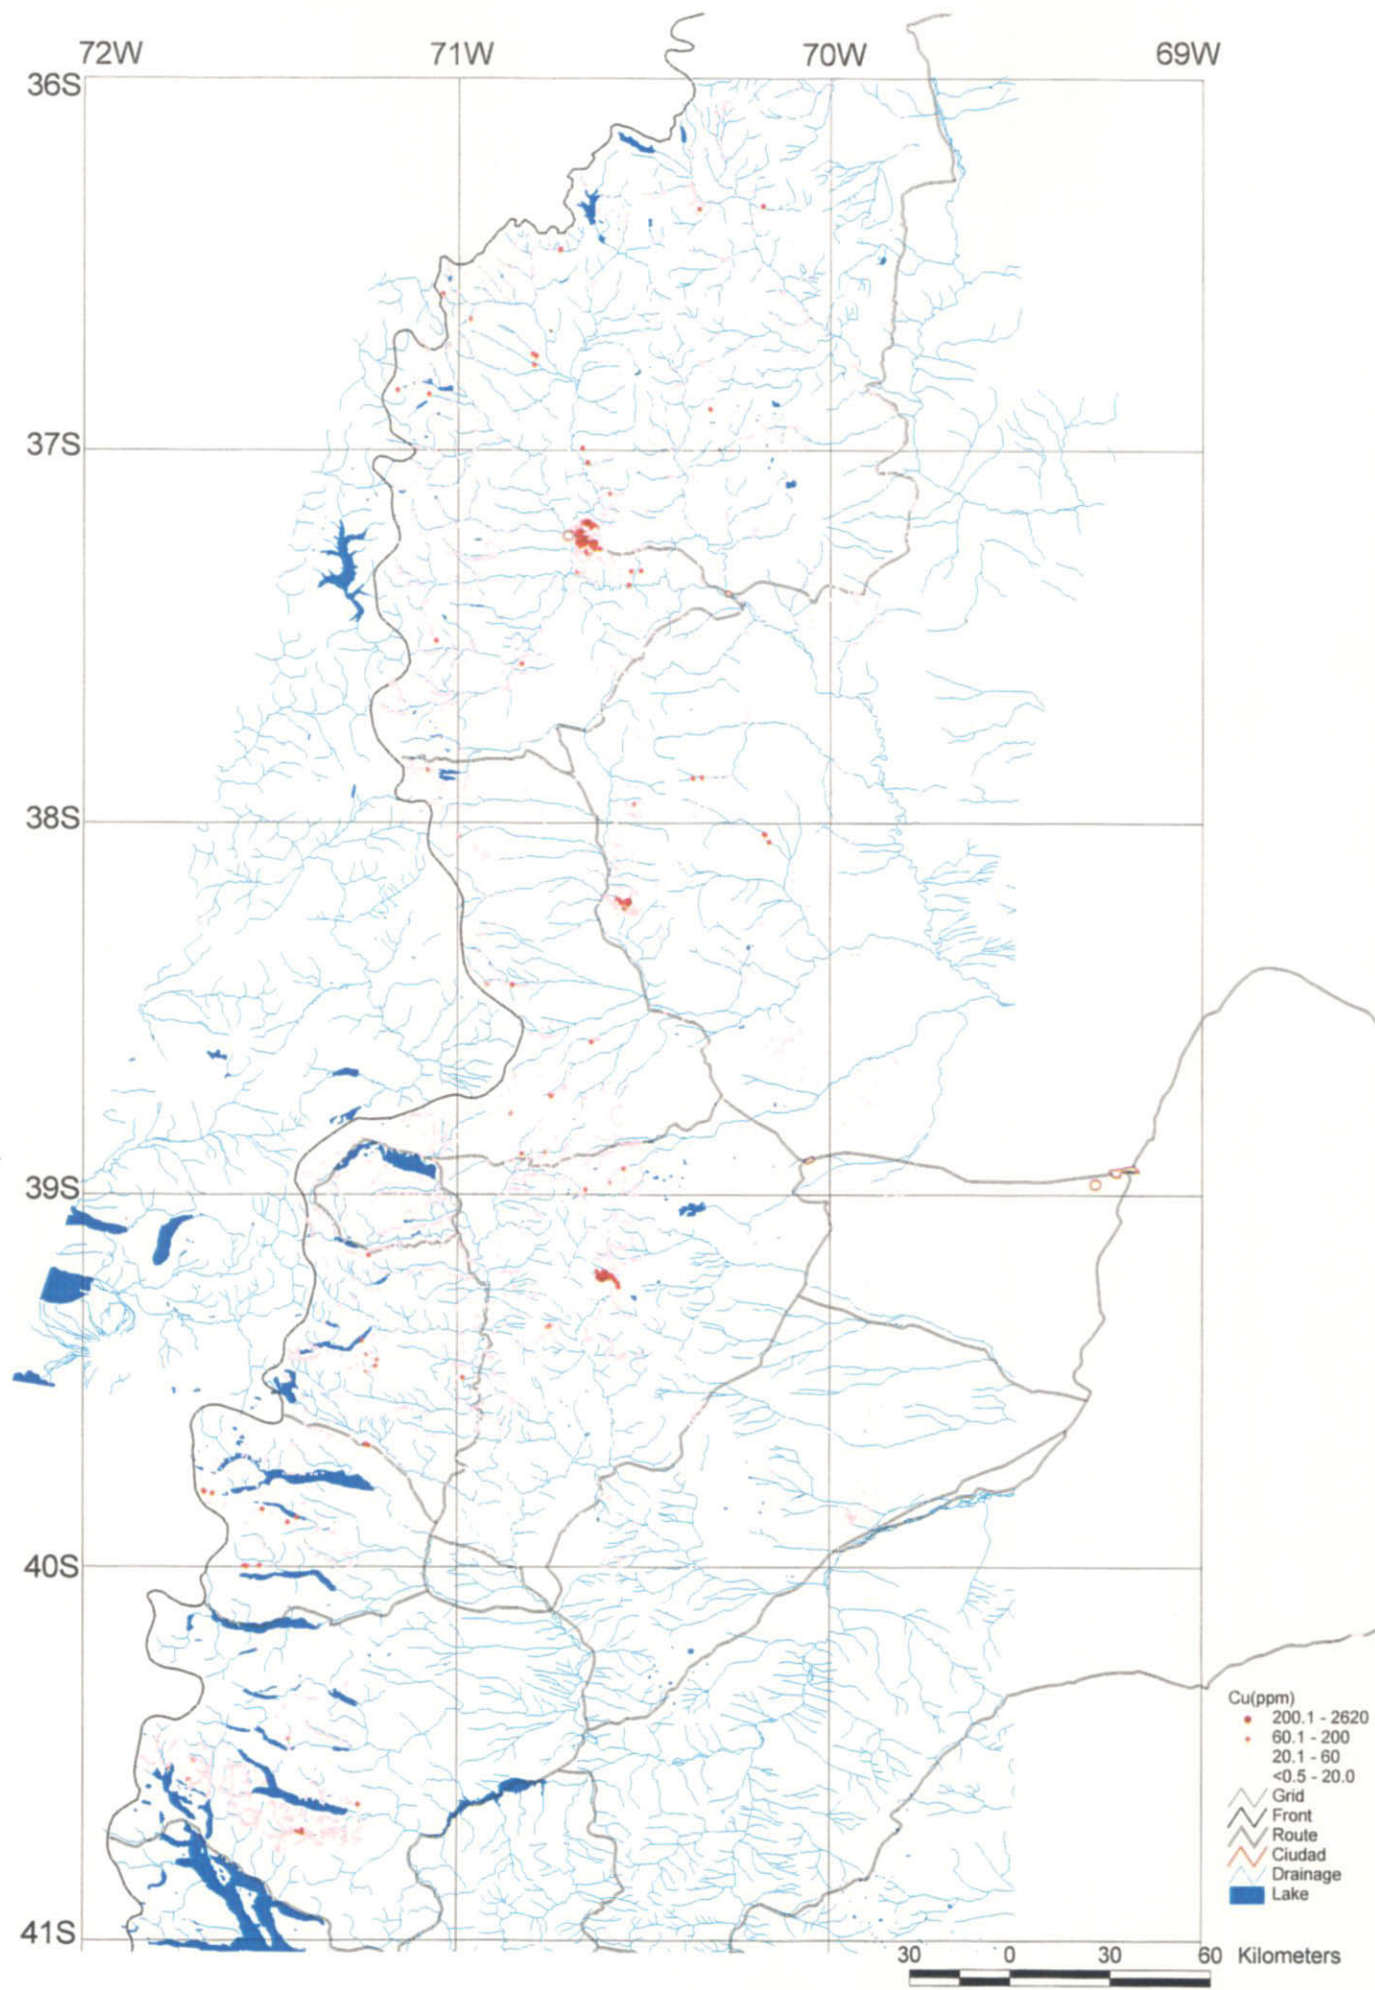 72W 71W 70W 69W
36S
37S
38S
39S
40S
41S
Cu(ppm)
200.1 - 2620
60.1 - 200
20.1 - 60
<0.5 - 20.0
Grid
Front
Route
Ciudad
Drainage
Lake
30 0 30 60 Kilometers